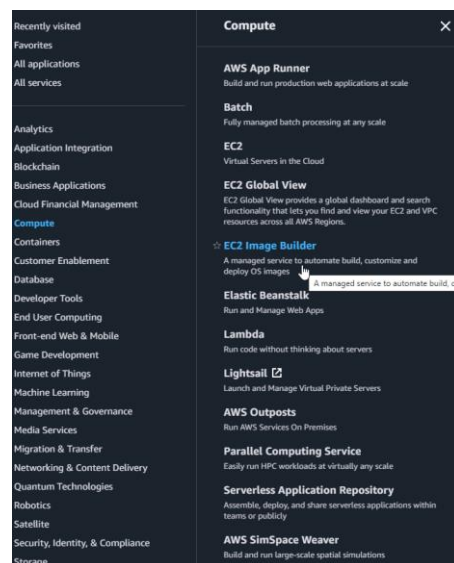 Recently visited
Favorites
All applications
All services
Analytics
Application Integration
Blockchain
Business Applications
Cloud Financial Management
Compute
Containers
Customer Enablement
Database
Developer Tools
End User Computing
Front-end Web & Mobile
Game Development
Internet of Things
Machine Learning
Management & Governance
Media Services
Migration & Transfer
Networking & Content Delivery
Quantum Technologies
Robotics
Satellite
Security, Identity, & Compliance
Storage
Compute
AWS App Runner
Build and run production web applications at scale
Batch
Fully managed batch processing at any scale
EC2
Virtual Servers in the Cloud
EC2 Global View
EC2 Global View provides a global dashboard and search
functionality that lets you find and view your EC2 and VPC
resources across all AWS Regions.
EC2 Image Builder
A managed service to automate build, customize and
deploy OS images
A managed service to automate build, c
Elastic Beanstalk
Run and Manage Web Apps
Lambda
Run code without thinking about servers
Lightsail
Launch and Manage Virtual Private Servers
AWS Outposts
Run AWS Services On Premises
Parallel Computing Service
Easily run HPC workloads at virtually any scale
Serverless Application Repository
Assemble, deploy, and share serverless applications within
teams or publicly
AWS SimSpace Weaver
Build and run large-scale spatial simulations